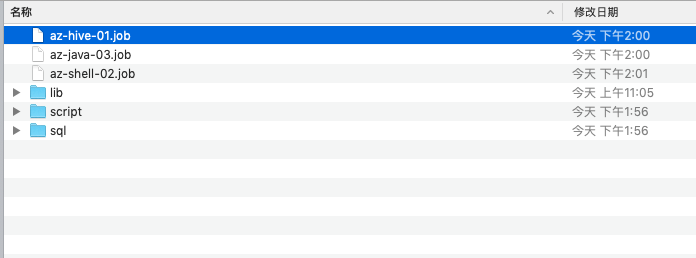 名称 修改日期
az-hive-01.job 今天 下午2:00
az-java-03.job 今天 下午2:00
az-shell-02.job 今天 下午2:01
lib 今天 上午11:05
script 今天 下午1:56
sql 今天 下午1:56